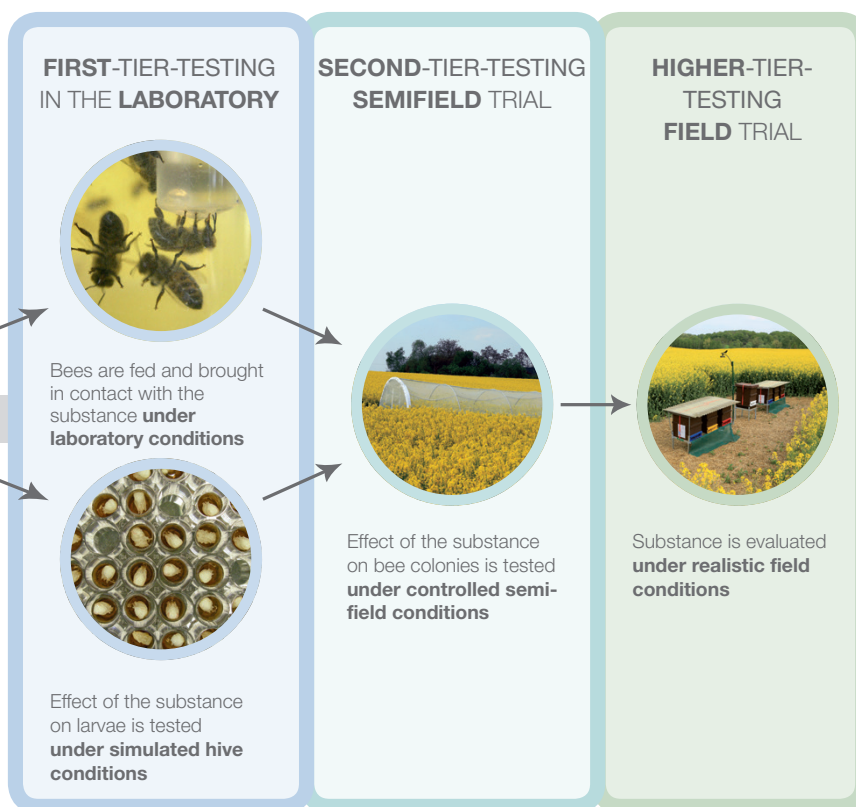 FIRST-TIER-TESTING
IN THE LABORATORY
Bees are fed and brought
in contact with the
substance under
laboratory conditions
Effect of the substance
on larvae is tested
under simulated hive
conditions
SECOND-TIER-TESTING
SEMIFIELD TRIAL
Effect of the substance
on bee colonies is tested
under controlled semi-
field conditions
HIGHER-TIER-
TESTING
FIELD TRIAL
Substance is evaluated
under realistic field
conditions